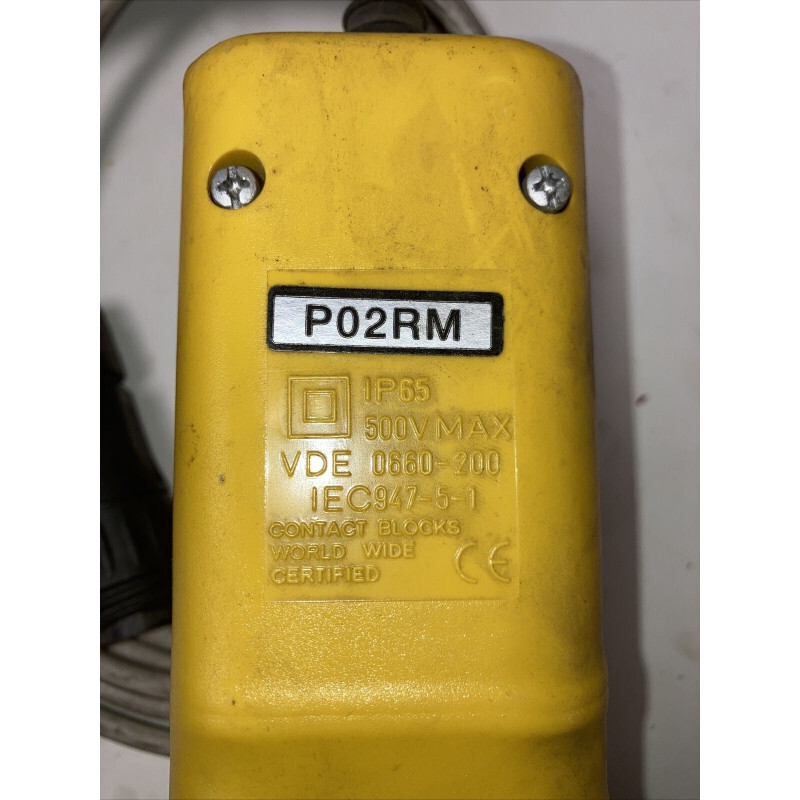 P02RM
IP65
500V MAX
VDE 0660-200
IEC947-5-1
CONTACT BLOCKS
WORLD WIDE
CERTIFIED CE